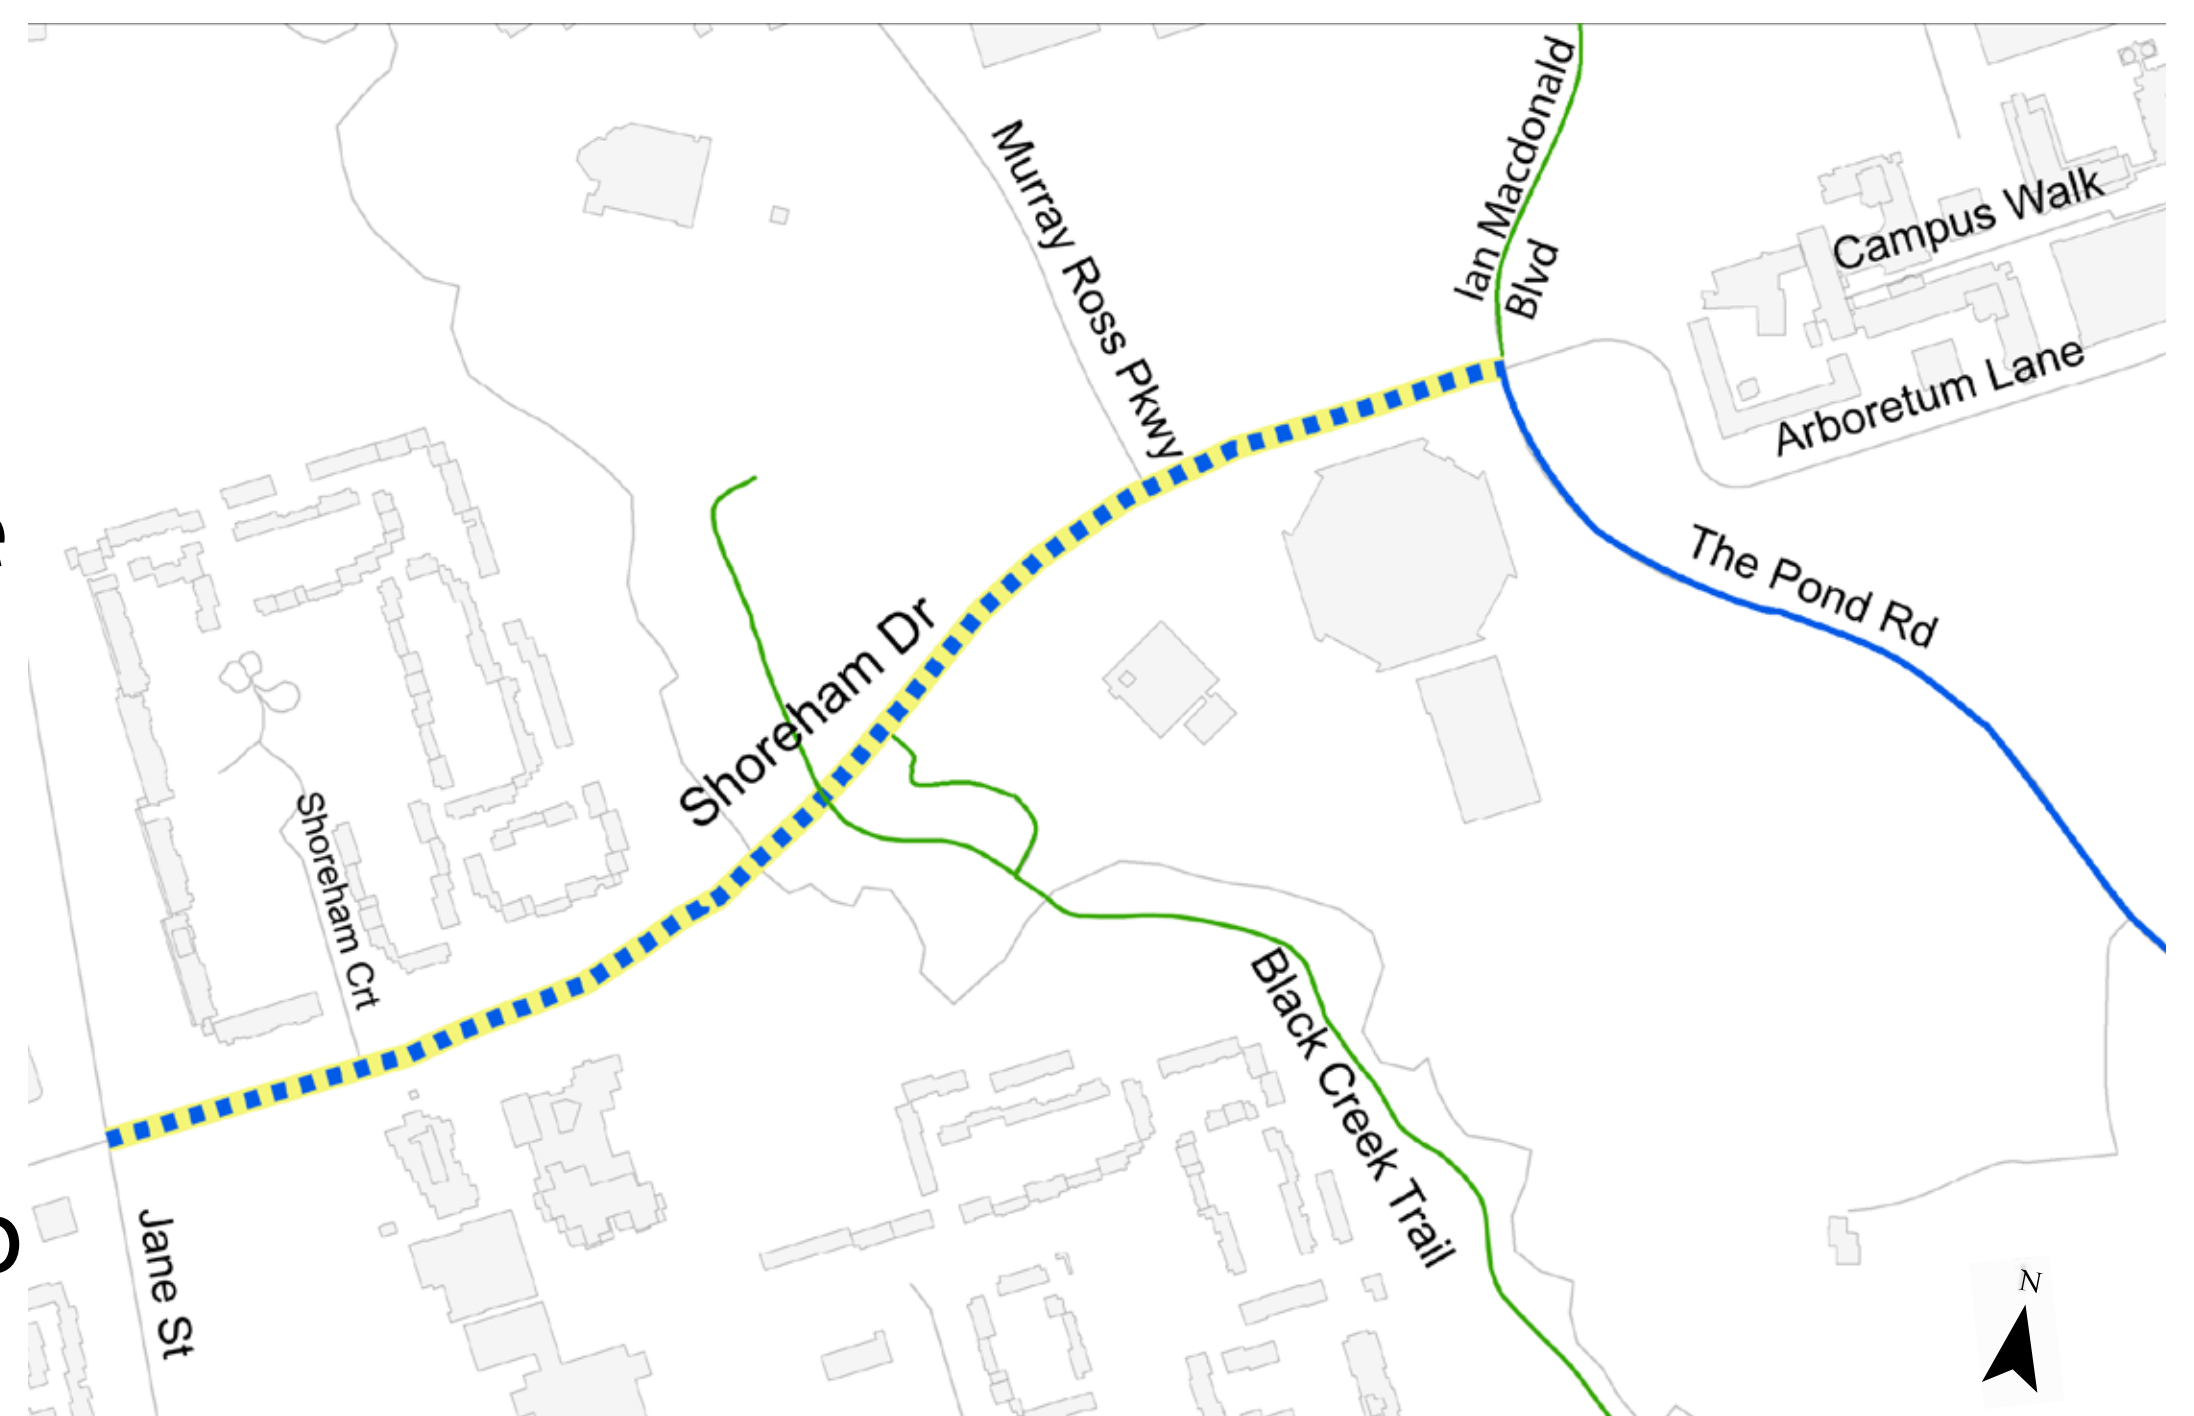 Ian Macdonald
Blvd
Murray Ross Pkwy
Campus Walk
Arboretum Lane
The Pond Rd
Shoreham Dr
Shoreham Crt
Black Creek Trail
Jane St
N